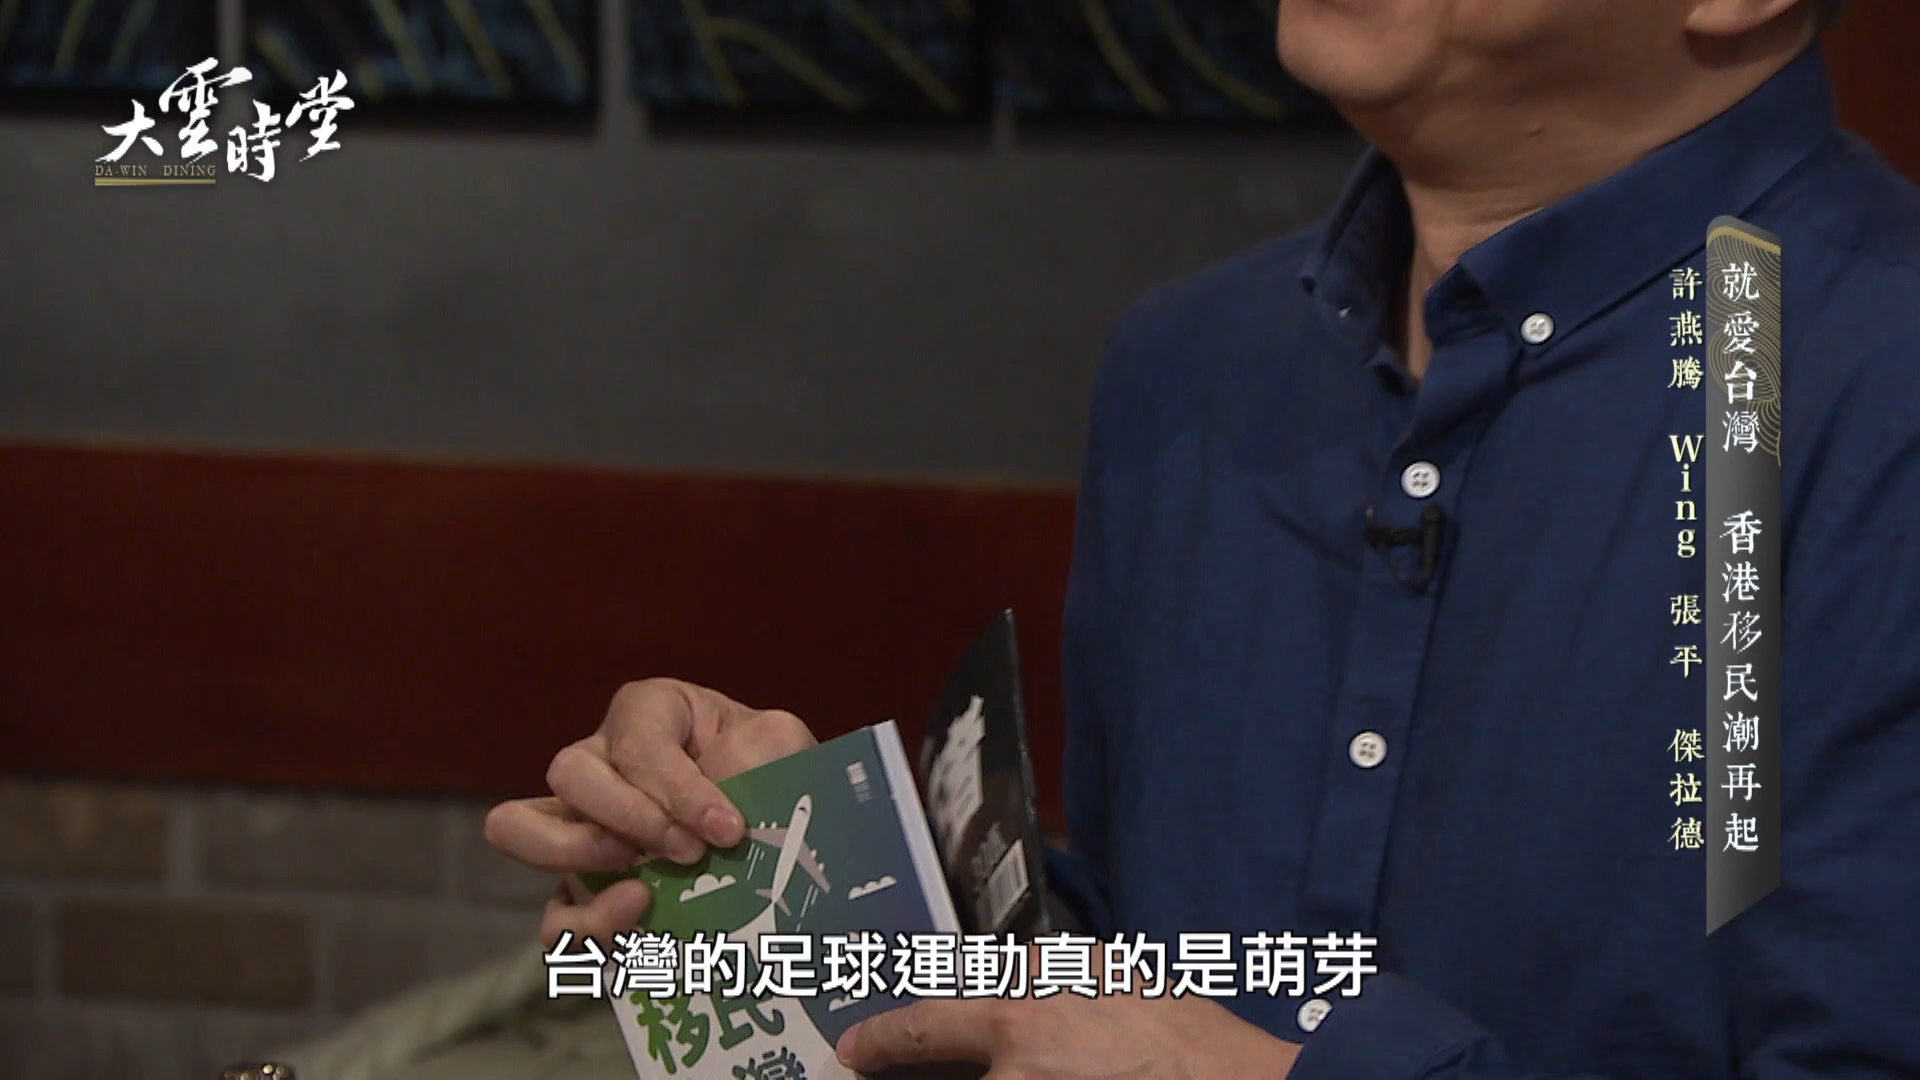 大雲時堂
DA-WIN DINING
就愛台灣 香港移民潮再起
許燕騰 Wing 張平 傑拉德
移民
灣
台灣的足球運動真的是萌芽